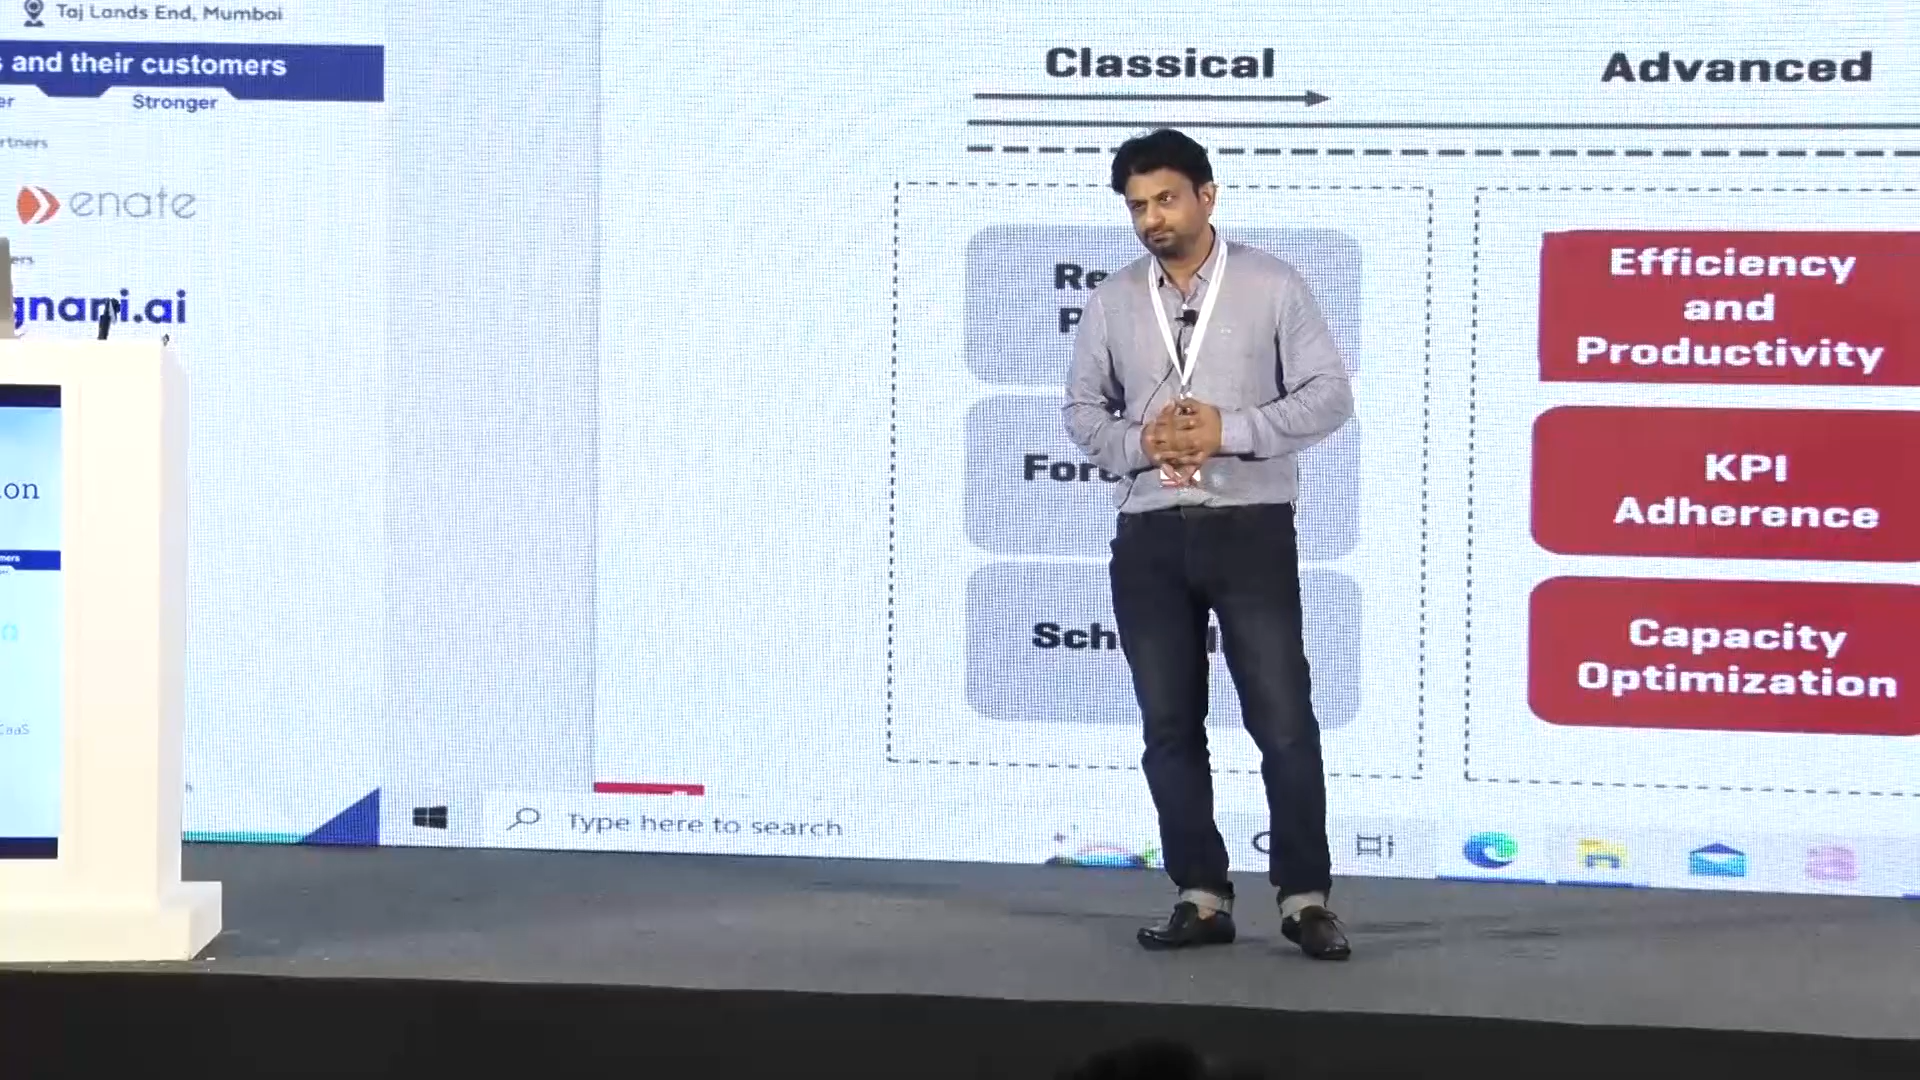 Taj Lands End, Mumbai
and their customers
Stronger
enate
gnani.ai
Classical
Advanced
Efficiency
and
Productivity
KPI
Adherence
Capacity
Optimization
Type here to search